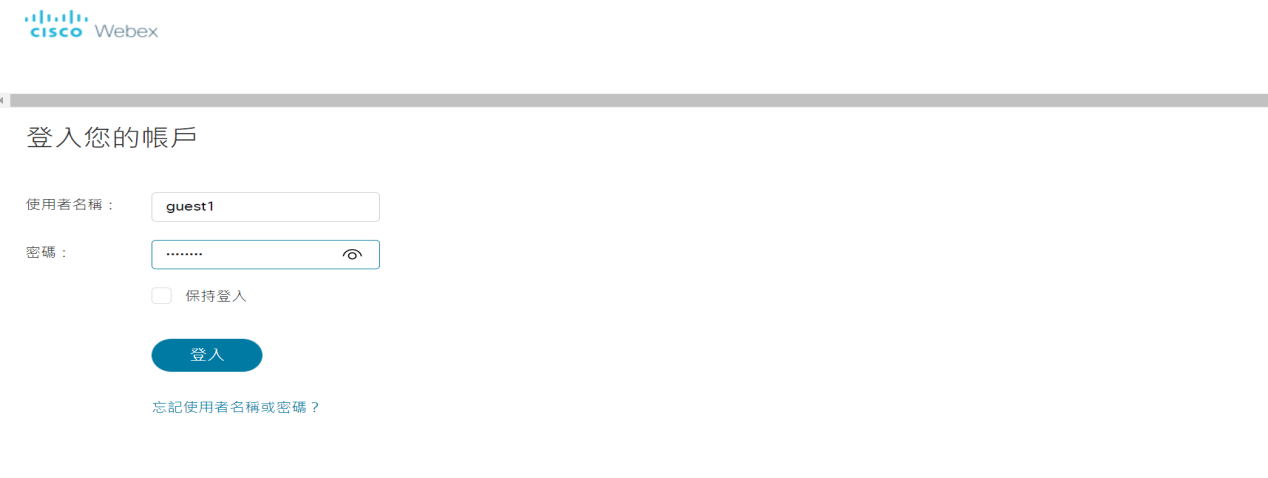 CISCO Webex
登入您的帳戶
使用者名稱：
guest1
密碼：
········
保持登入
登入
忘記使用者名稱或密碼？